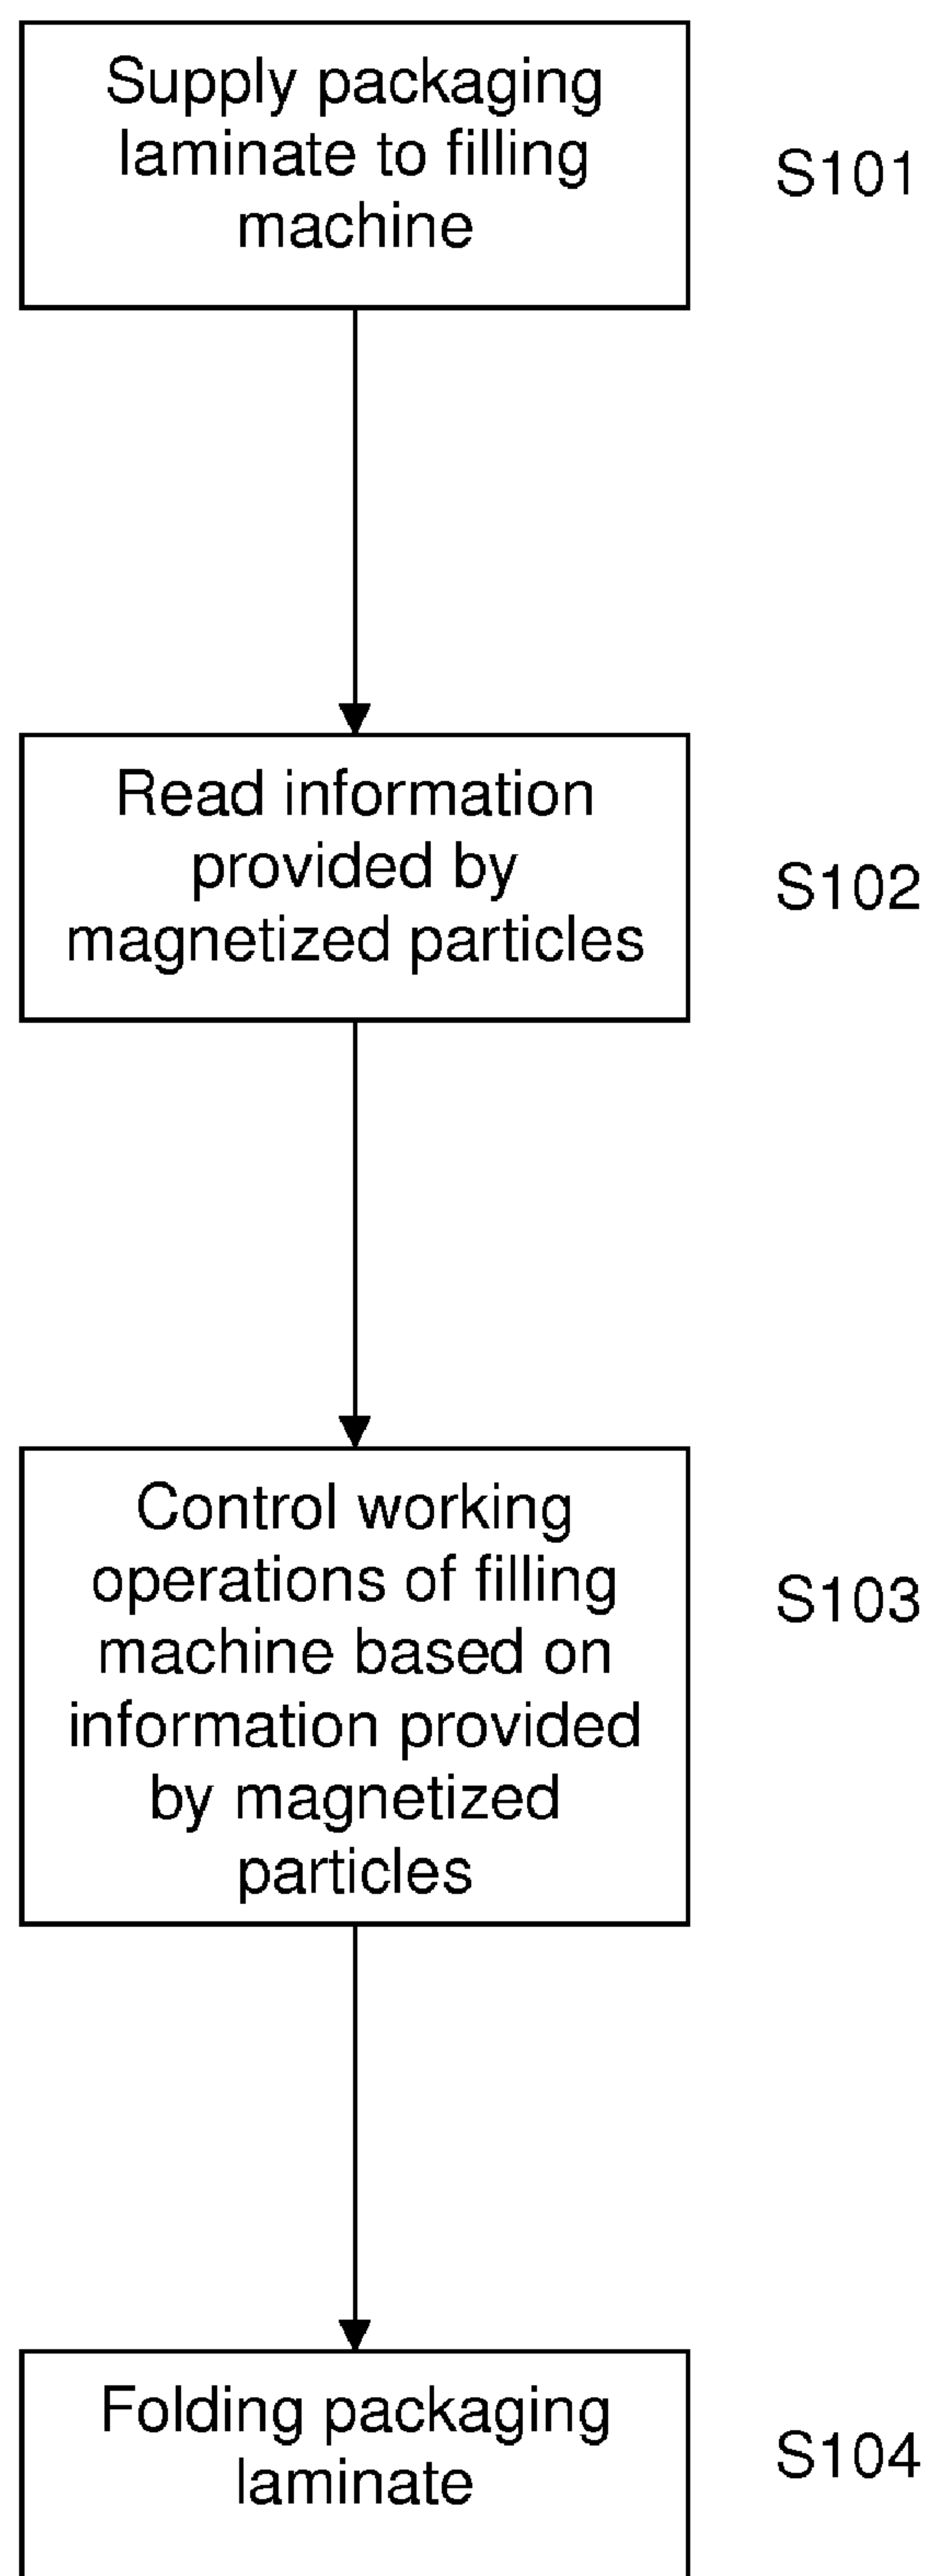 Supply packaging
laminate to filling
machine
S101
Read information
provided by
magnetized particles
S102
Control working
operations of filling
machine based on
information provided
by magnetized
particles
S103
Folding packaging
laminate
S104